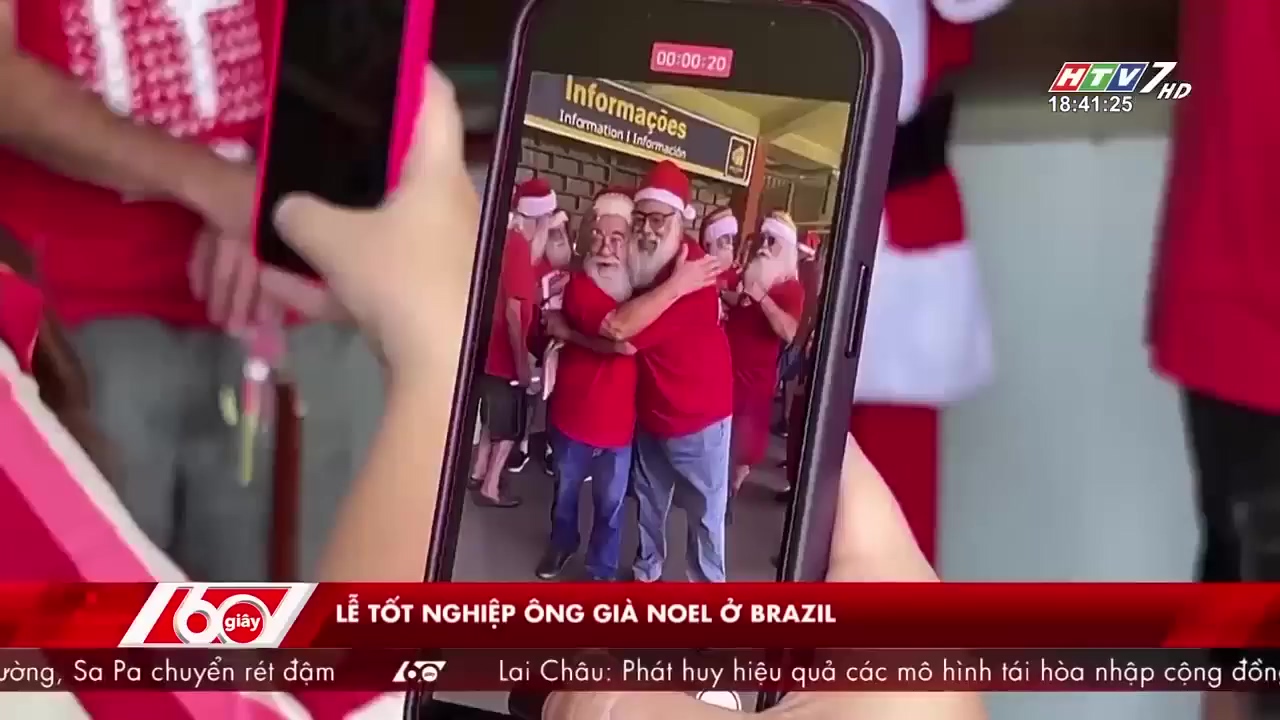 00:00:20
HTV7 HD
18:41:25
Informações
Information | Información
60 giây
LỄ TỐT NGHIỆP ÔNG GIÀ NOEL Ở BRAZIL
ường, Sa Pa chuyển rét đậm 60 Lai Châu: Phát huy hiệu quả các mô hình tái hòa nhập cộng đồng